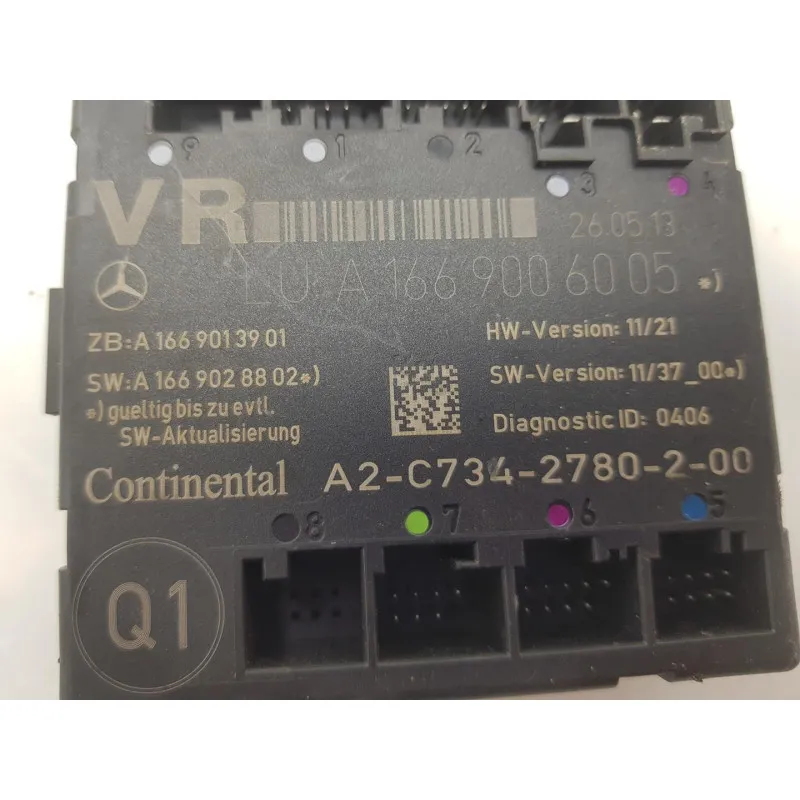 9 1 2
3 4
VR 26.05.13
LU: A 166 900 60 05 *)
ZB: A 166 901 39 01 HW-Version: 11/21
SW: A 166 902 88 02*) SW-Version: 11/37_00*)
*) gueltig bis zu evtl.
SW-Aktualisierung Diagnostic ID: 0406
Continental A2-C734-2780-2-00
8 7 6 5
Q1